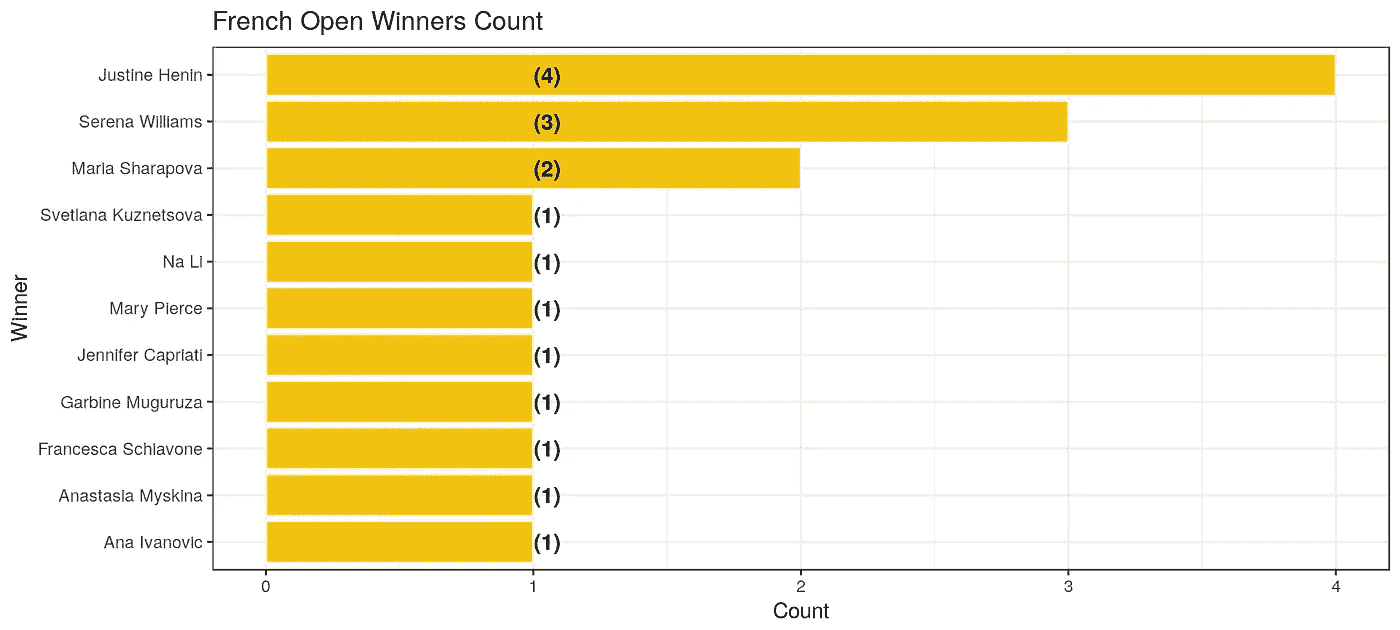 French Open Winners Count
Justine Henin (4)
Serena Williams (3)
Maria Sharapova (2)
Svetlana Kuznetsova (1)
Na Li (1)
Mary Pierce (1)
Jennifer Capriati (1)
Garbine Muguruza (1)
Francesca Schiavone (1)
Anastasia Myskina (1)
Ana Ivanovic (1)
Winner
0 1 2 3 4
Count